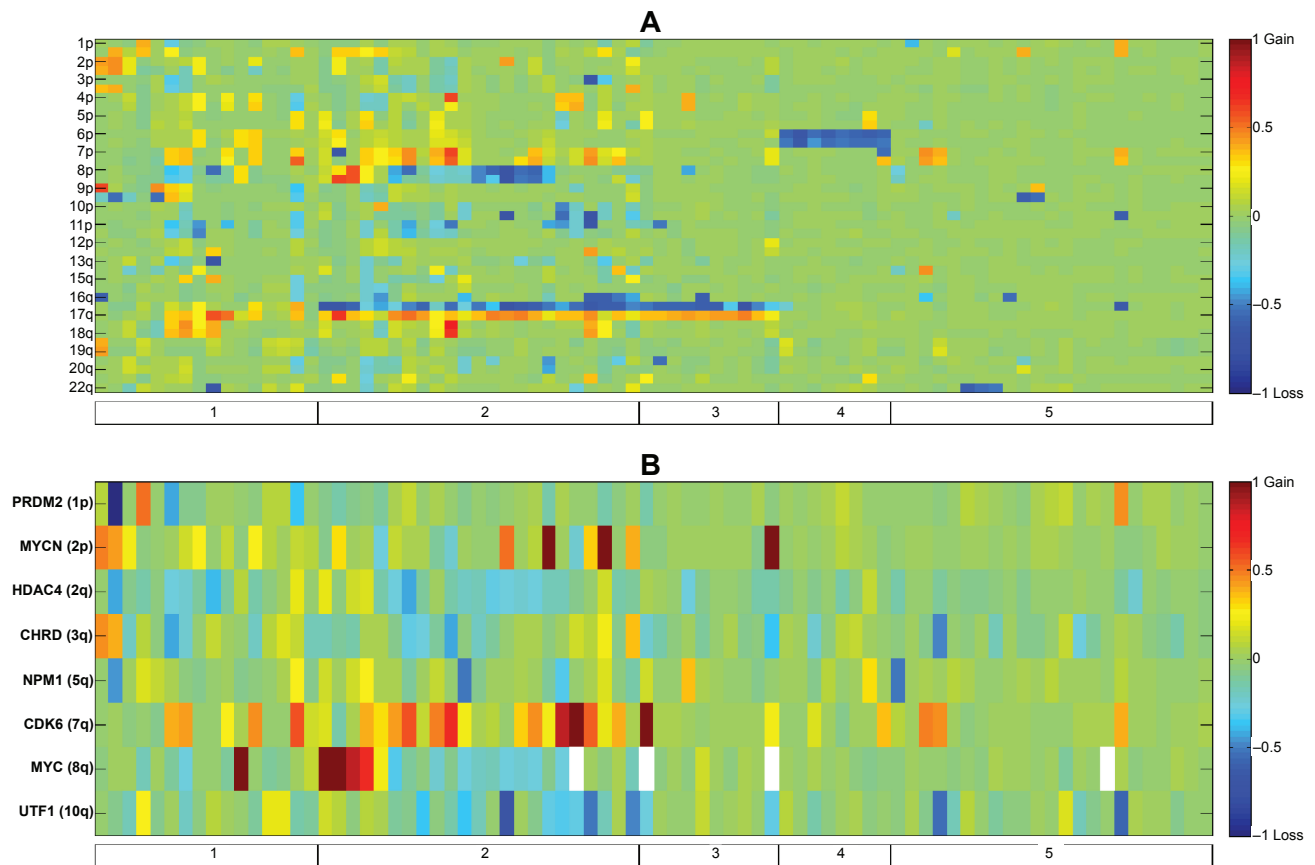 A
1p
2p
3p
4p
5p
6p
7p
8p
9p
10p
11p
12p
13q
15q
16q
17q
18q
19q
20q
22q
1 Gain
0.5
0
−0.5
−1 Loss
1 2 3 4 5
B
PRDM2 (1p)
MYCN (2p)
HDAC4 (2q)
CHRD (3q)
NPM1 (5q)
CDK6 (7q)
MYC (8q)
UTF1 (10q)
1 Gain
0.5
0
−0.5
−1 Loss
1 2 3 4 5